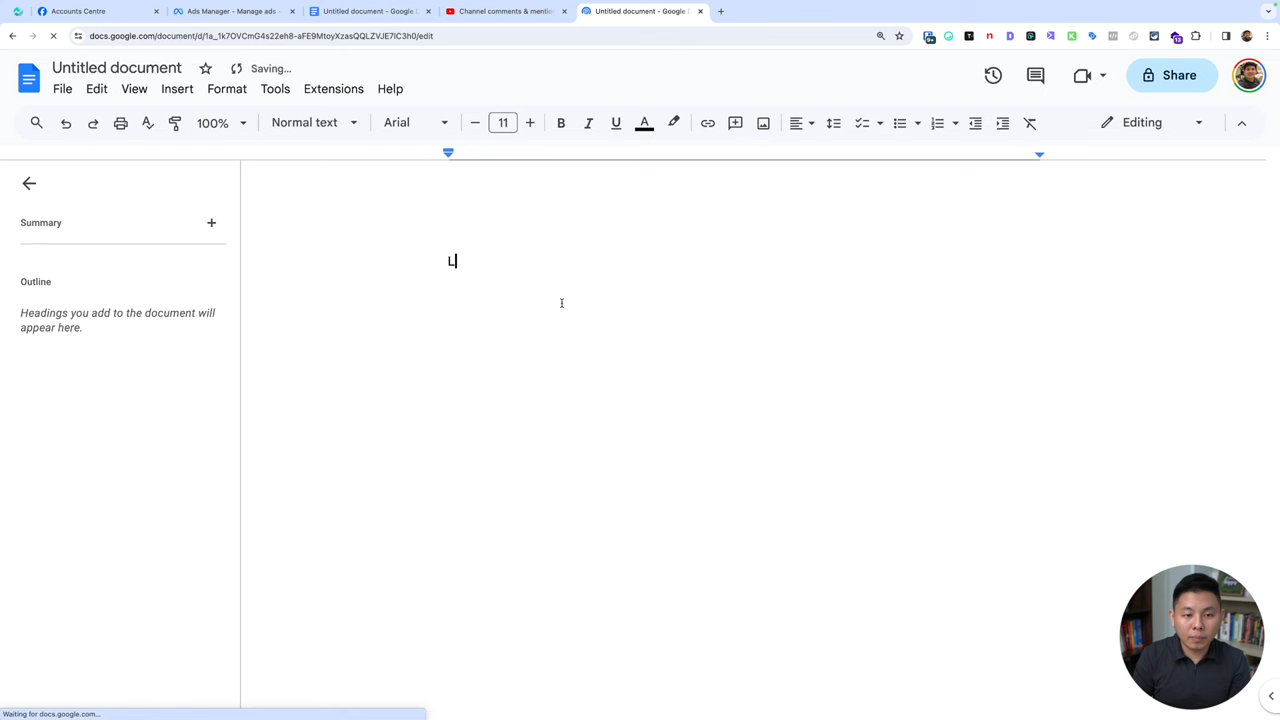 Accounts Centre
Ads Manager - Manage ads -
Untitled document - Google
Channel comments & mentio
Untitled document - Google
docs.google.com/document/d/1a_1k7OVCmG4s22eh8-aFE9MtoyXzasQQLZVJE7lC3h0/edit
Untitled document
Saving...
File Edit View Insert Format Tools Extensions Help
Share
100% Normal text Arial 11 Editing
Summary
L
Outline
Headings you add to the document will
appear here.
Waiting for docs.google.com...